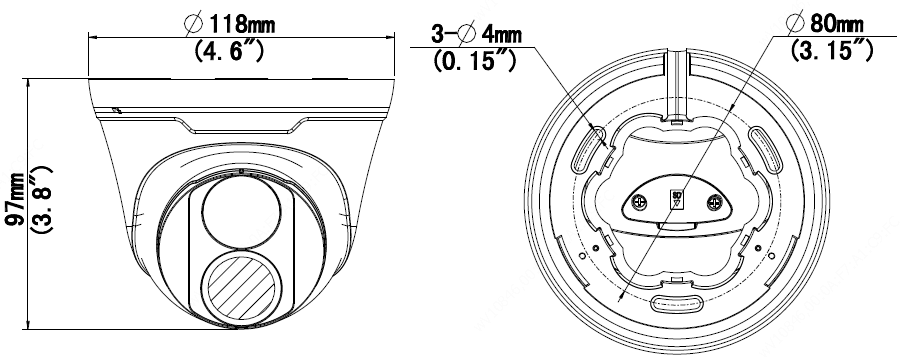 ∅ 118mm
(4.6″)
97mm
(3.8″)
3-∅ 4mm
(0.15″)
∅ 80mm
(3.15″)
SD